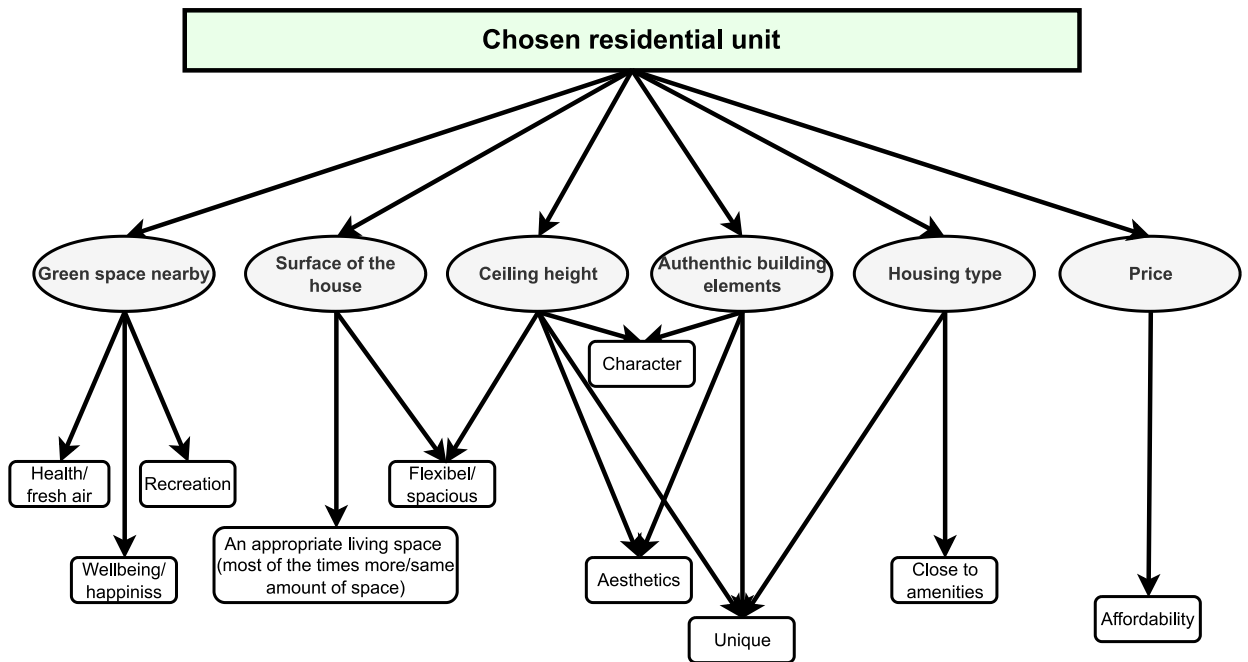 Chosen residential unit
Green space nearby
Surface of the
house
Ceiling height
Authenthic building
elements
Housing type
Price
Character
Health/
fresh air
Recreation
Flexibel/
spacious
An appropriate living space
(most of the times more/same
amount of space)
Wellbeing/
happiniss
Aesthetics
Close to
amenities
Unique
Affordability